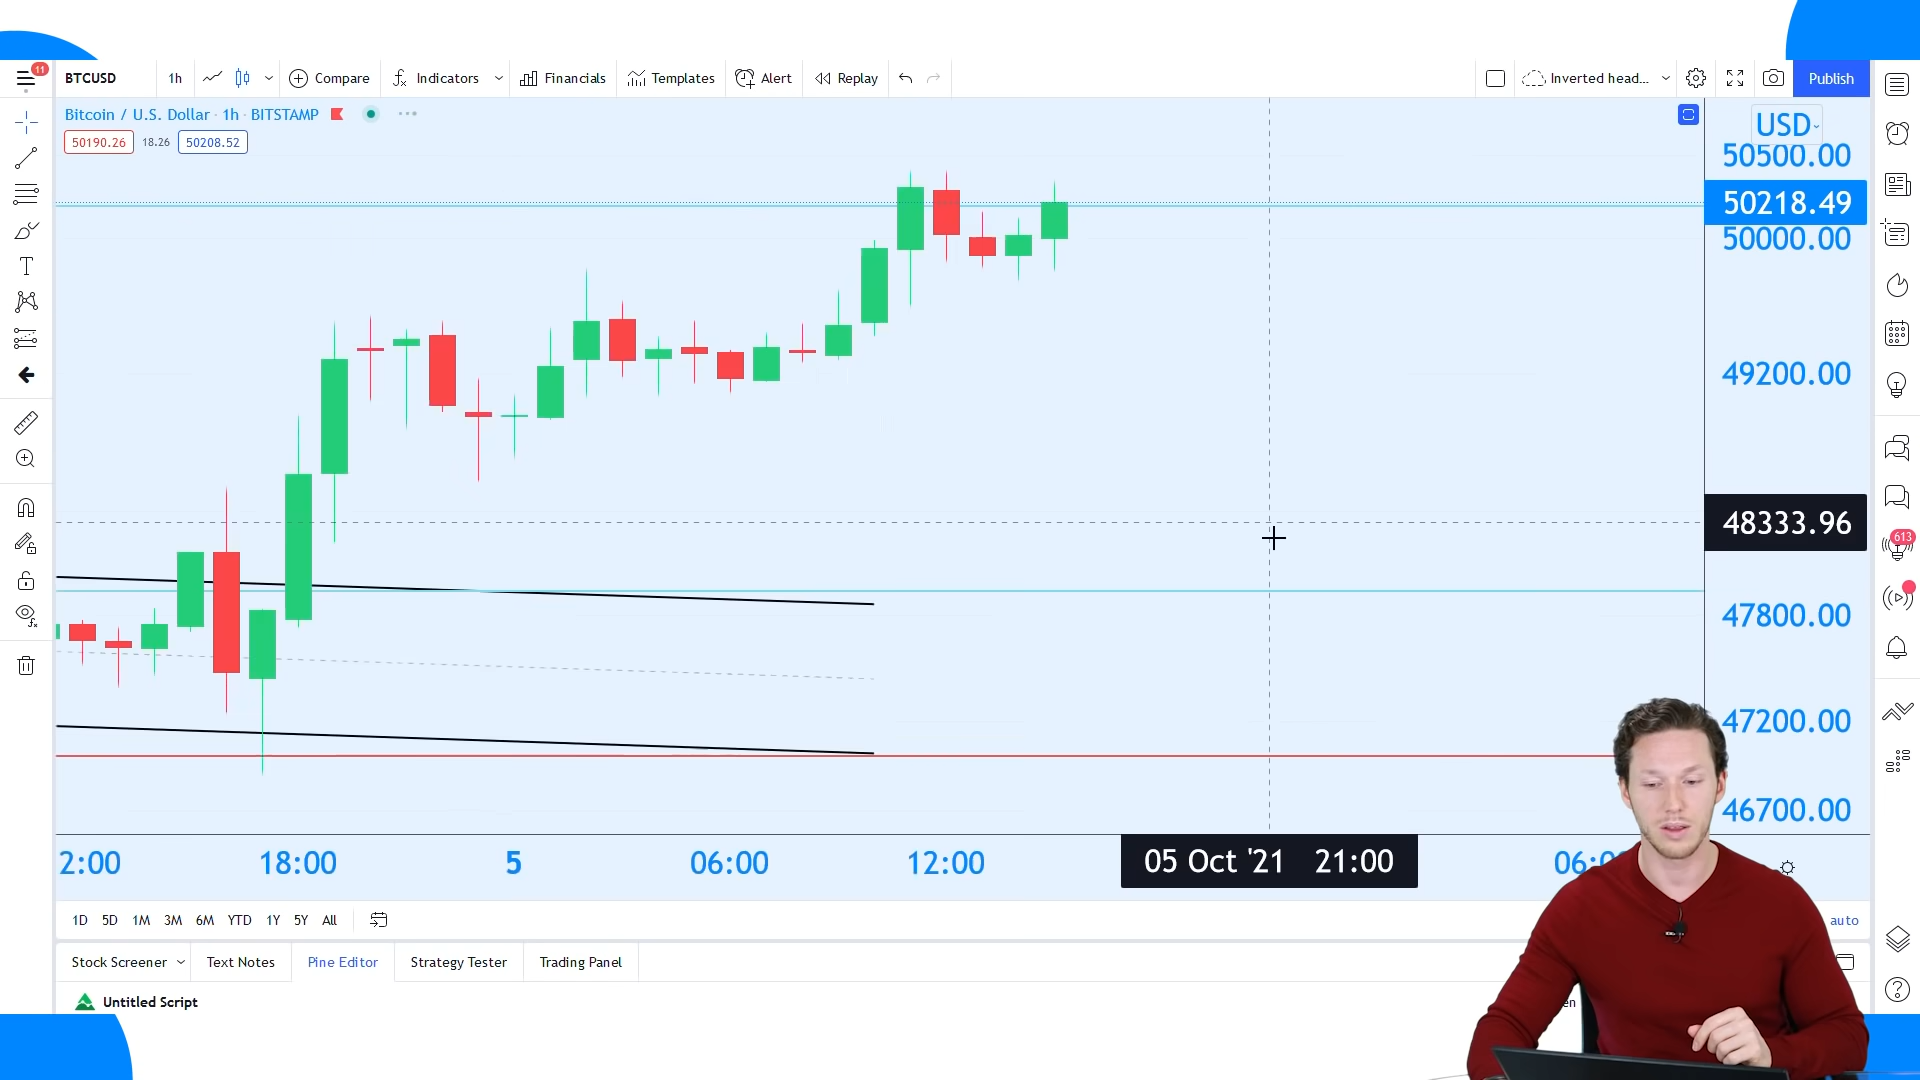 11
BTCUSD
1h
Compare
Indicators
Financials
Templates
Alert
Replay
Inverted head...
Publish
Bitcoin / U.S. Dollar · 1h · BITSTAMP
50190.26 18.26 50208.52
USD
50500.00
50218.49
50000.00
49200.00
48333.96
47800.00
47200.00
46700.00
613
2:00 18:00 5 06:00 12:00 05 Oct '21 21:00 06:0
1D 5D 1M 3M 6M YTD 1Y 5Y All
auto
Stock Screener Text Notes Pine Editor Strategy Tester Trading Panel
Untitled Script
en